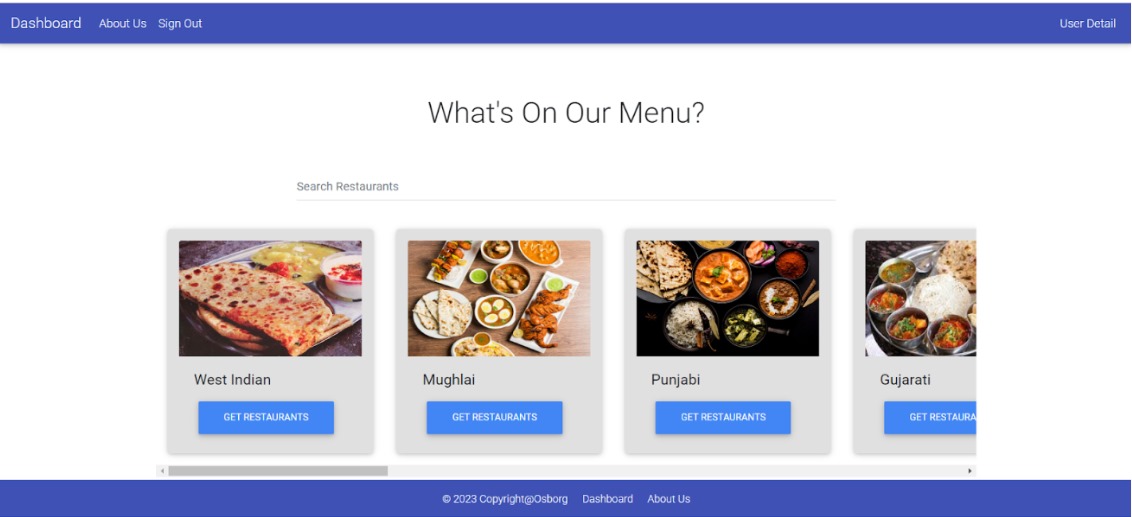 Dashboard About Us Sign Out User Detail
What's On Our Menu?
Search Restaurants
West Indian Mughlai Punjabi Gujarati
GET RESTAURANTS GET RESTAURANTS GET RESTAURANTS GET RESTAURA
© 2023 Copyright@Osborg Dashboard About Us